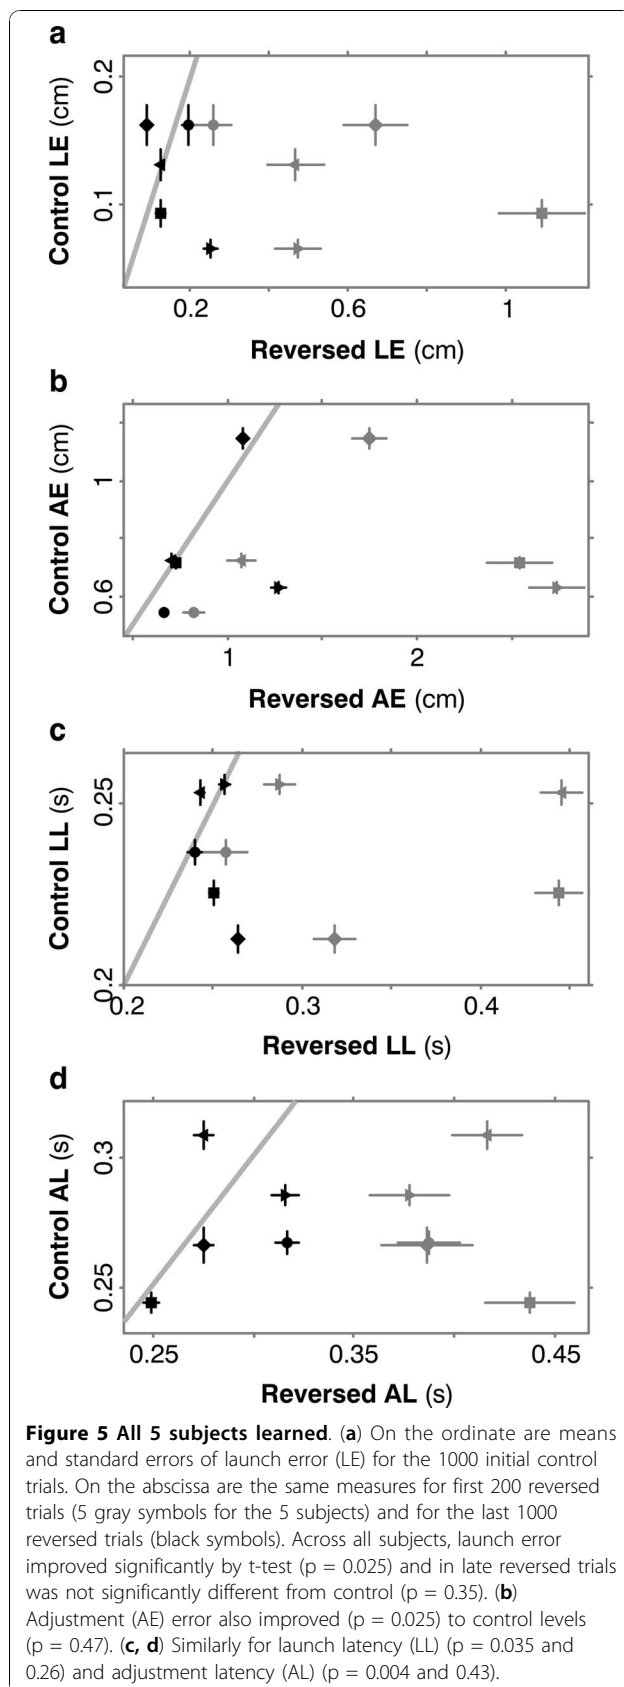 a
Control LE (cm)
0.2
0.1
0.2 0.6 1
Reversed LE (cm)
b
Control AE (cm)
1
0.6
1 2
Reversed AE (cm)
c
Control LL (s)
0.25
0.2
0.2 0.3 0.4
Reversed LL (s)
d
Control AL (s)
0.3
0.25
0.25 0.35 0.45
Reversed AL (s)
Figure 5 All 5 subjects learned. (a) On the ordinate are means
and standard errors of launch error (LE) for the 1000 initial control
trials. On the abscissa are the same measures for first 200 reversed
trials (5 gray symbols for the 5 subjects) and for the last 1000
reversed trials (black symbols). Across all subjects, launch error
improved significantly by t-test (p = 0.025) and in late reversed trials
was not significantly different from control (p = 0.35). (b)
Adjustment (AE) error also improved (p = 0.025) to control levels
(p = 0.47). (c, d) Similarly for launch latency (LL) (p = 0.035 and
0.26) and adjustment latency (AL) (p = 0.004 and 0.43).